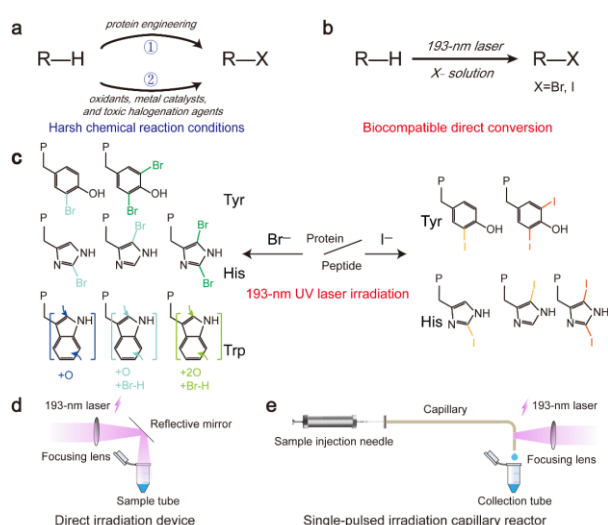 a
protein engineering
①
R—H
R—X
②
oxidants, metal catalysts,
and toxic halogenation agents
Harsh chemical reaction conditions
b
193-nm laser
R—H
R—X
X- solution
X=Br, I
Biocompatible direct conversion
c
P
P
Br
OH
OH
Br
Br
Tyr
P
P
P
Br
Br
NH
NH
NH
N
N
N
Br
Br
His
P
P
P
NH
NH
NH
Trp
+O
+O
+Br-H
+2O
+Br-H
Br−
Protein
Peptide
I−
193-nm UV laser irradiation
P
P
I
Tyr
OH
OH
I
I
P
P
P
I
I
His
NH
NH
NH
N
N
N
I
I
d
193-nm laser
Reflective mirror
Focusing lens
Sample tube
Direct irradiation device
e
193-nm laser
Capillary
Sample injection needle
Focusing lens
Collection tube
Single-pulsed irradiation capillary reactor